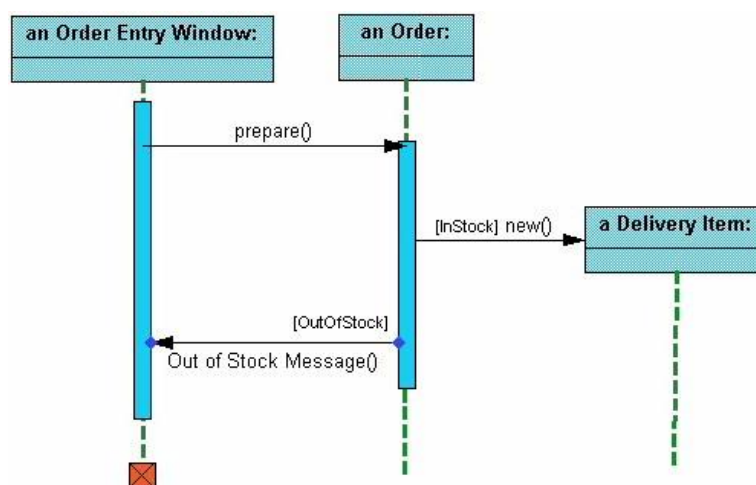 an Order Entry Window:
an Order:
prepare()
[InStock] new()
a Delivery Item:
[OutOfStock]
Out of Stock Message()